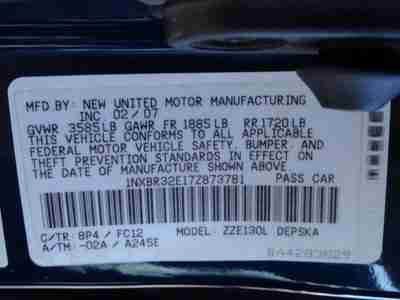 MFD BY: NEW UNITED MOTOR MANUFACTURING
INC 02/07
GVWR 3585LB GAWR FR 1885LB RR1720LB
THIS VEHICLE CONFORMS TO ALL APPLICABLE
FEDERAL MOTOR VEHICLE SAFETY, BUMPER, AND
THEFT PREVENTION STANDARDS IN EFFECT ON
THE DATE OF MANUFACTURE SHOWN ABOVE.
1NXBR32E17Z873781 PASS CAR
C/TR: 8P4 / FC12 MODEL: ZZE130L DEPSKA
A/TM: -02A / A245E